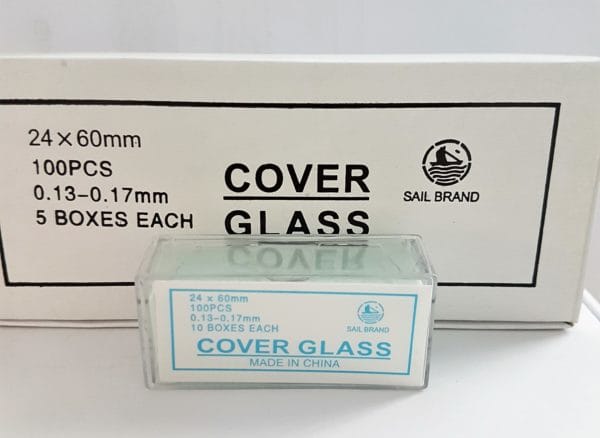 24×60mm
100PCS
0.13-0.17mm
5 BOXES EACH
COVER
GLASS
SAIL BRAND
24 x 60mm
100PCS
0.13-0.17mm
10 BOXES EACH
SAIL BRAND
COVER GLASS
MADE IN CHINA